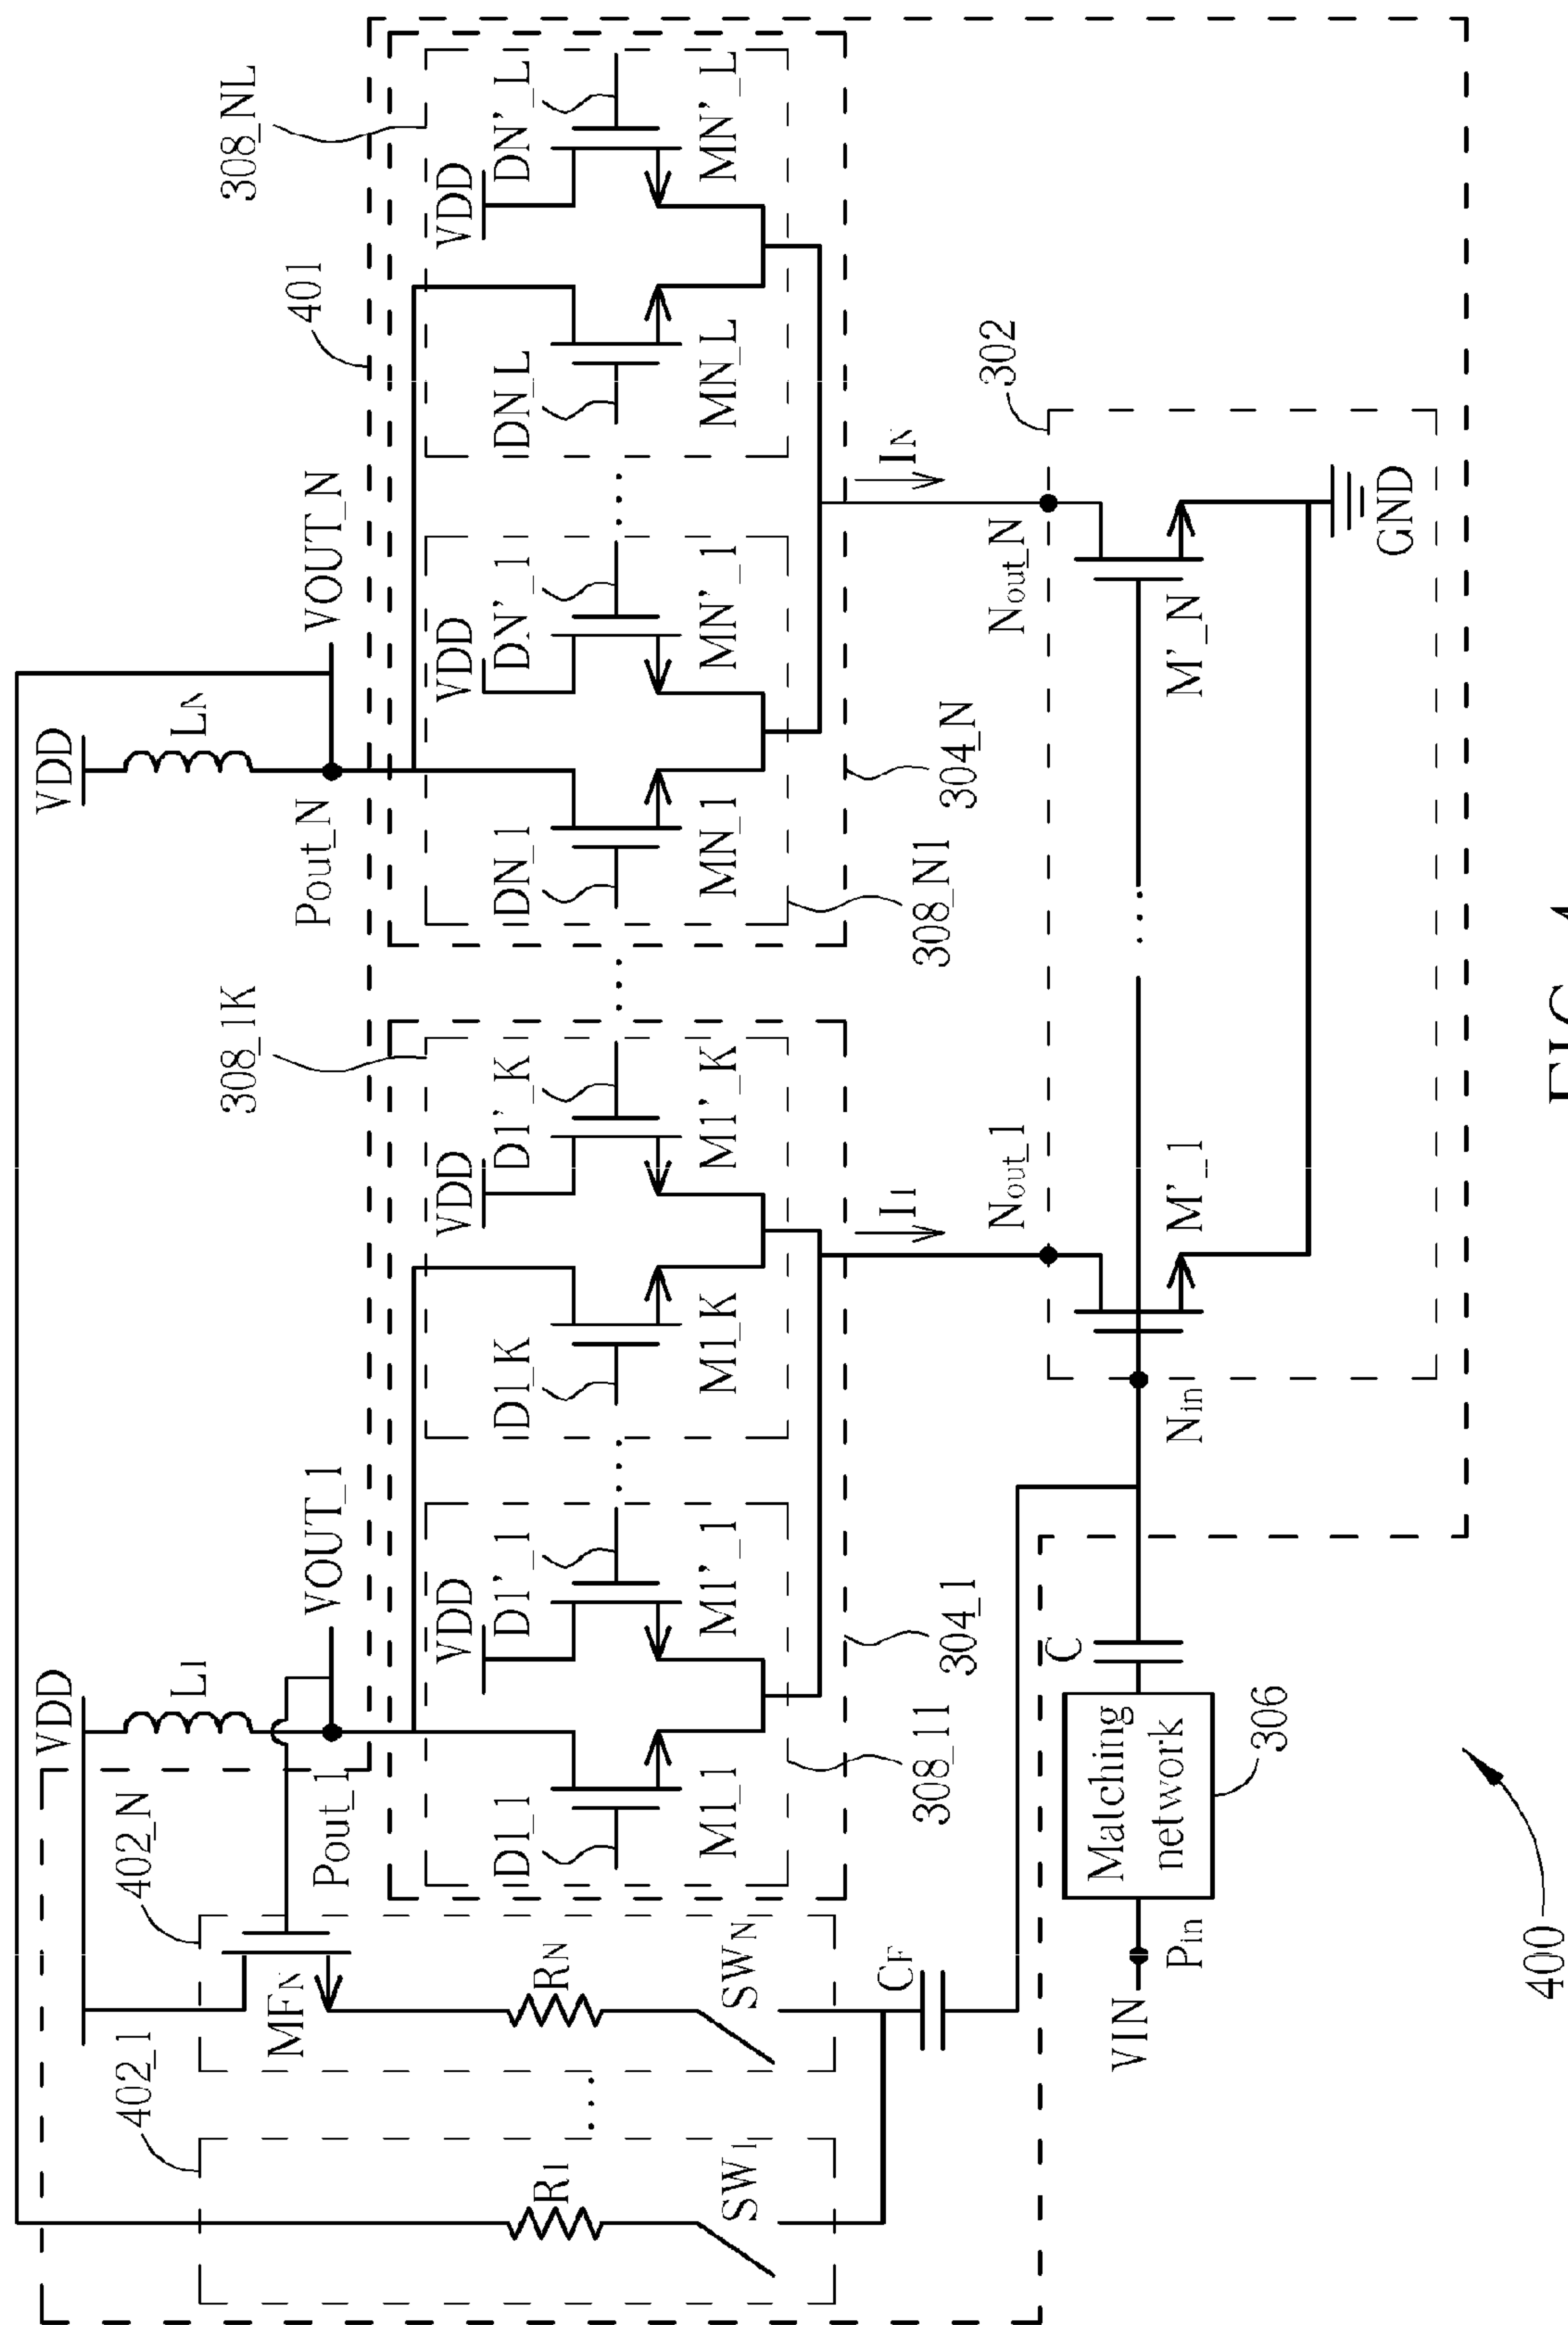 402_1
402_N
VDD
L1
Pout_1
VOUT_1
308_1K
VDD
LN
Pout_N
VOUT_N
401
308_NL
MFN
R1
RN
SW1
SWN
CF
D1_1
VDD
D1'_1
D1_K
VDD
D1'_K
DN_1
VDD
DN'_1
DN_L
VDD
DN'_L
M1_1
M1'_1
M1_K
M1'_K
MN_1
MN'_1
MN_L
MN'_L
...
...
...
...
308_11
304_1
I1
308_N1
304_N
IN
Nout_1
Nout_N
302
VIN
Pin
Matching
network
306
C
Nin
M'_1
...
M'_N
GND
400